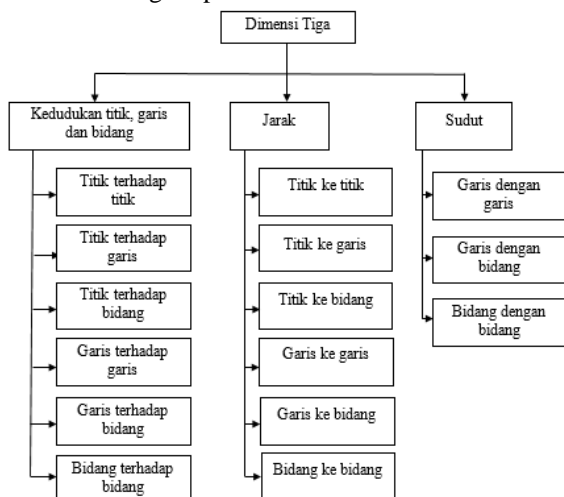 Dimensi Tiga
Kedudukan titik, garis
dan bidang
Jarak
Sudut
Titik terhadap
titik
Titik terhadap
garis
Titik terhadap
bidang
Garis terhadap
garis
Garis terhadap
bidang
Bidang terhadap
bidang
Titik ke titik
Titik ke garis
Titik ke bidang
Garis ke garis
Garis ke bidang
Bidang ke bidang
Garis dengan
garis
Garis dengan
bidang
Bidang dengan
bidang